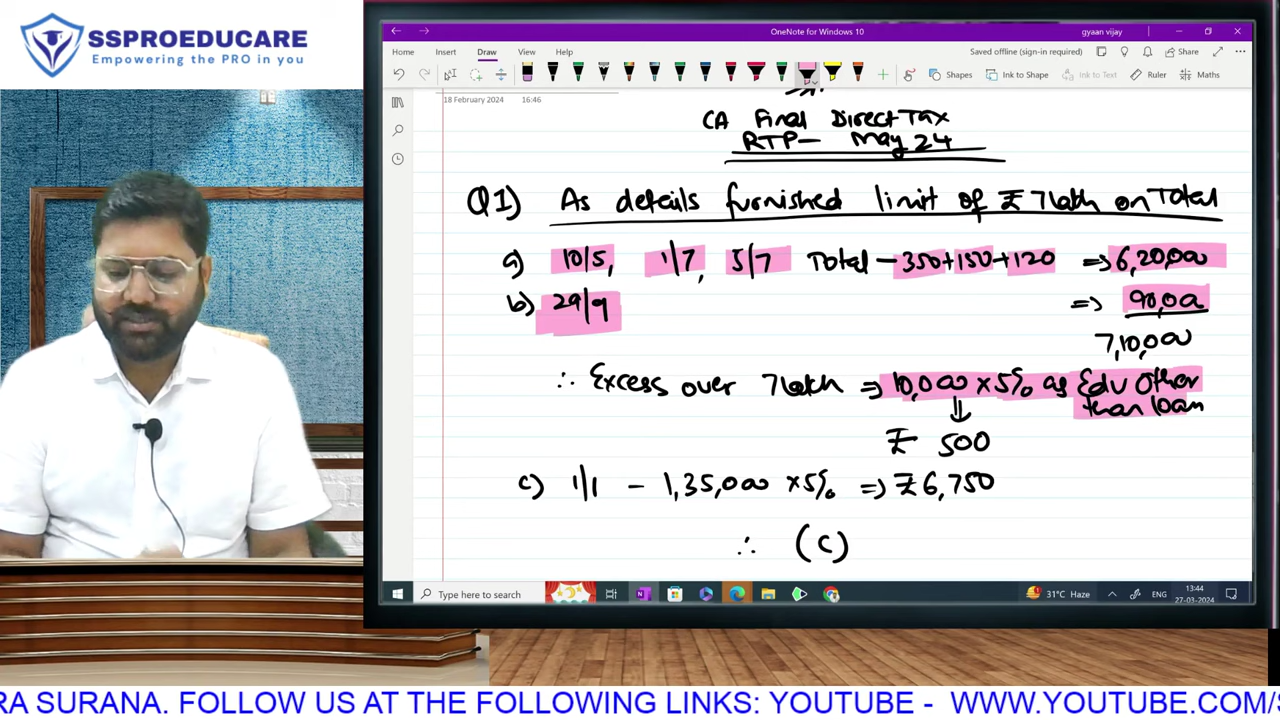 SSPROEDUCARE
Empowering the PRO in you
OneNote for Windows 10
gyaan vijay
Home Insert Draw View Help
Saved offline (sign-in required)
Share
Shapes
Ink to Shape
Ink to Text
Ruler
Maths
18 February 2024 16:46
CA Final Direct Tax
RTP- May 24
Q1) As details furnished limit of ₹ 7 lakh on Total
a) 10/5, 1/7, 5/7 Total - 350+150+120 => 6,20,000
b) 29/9 => 90,00
7,10,000
∴ Excess over 7 lakh => 10,000 x 5% as Edu Other
than loan
₹ 500
c) 1/1 - 1,35,000 x 5% => ₹ 6,750
∴ (C)
Type here to search
31°C Haze
ENG
13:44
27-03-2024
RA SURANA. FOLLOW US AT THE FOLLOWING LINKS: YOUTUBE - WWW.YOUTUBE.COM/